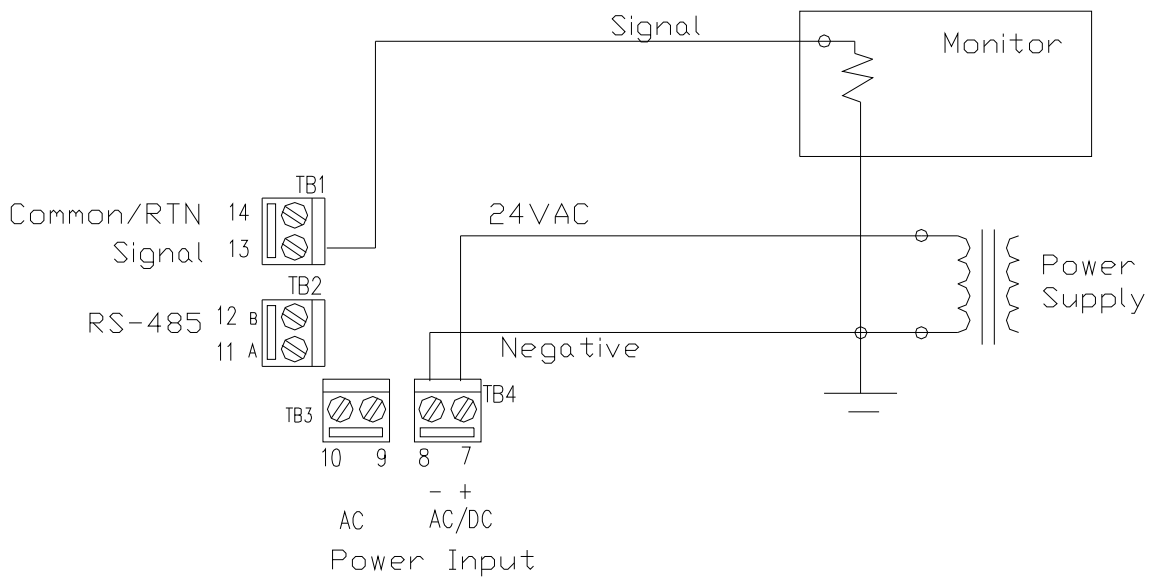 Signal
Monitor
TB1
Common/RTN 14
Signal 13
24VAC
Power
Supply
TB2
RS-485 12 B
11 A
Negative
TB3
TB4
10 9 8 7
- +
AC AC/DC
Power Input